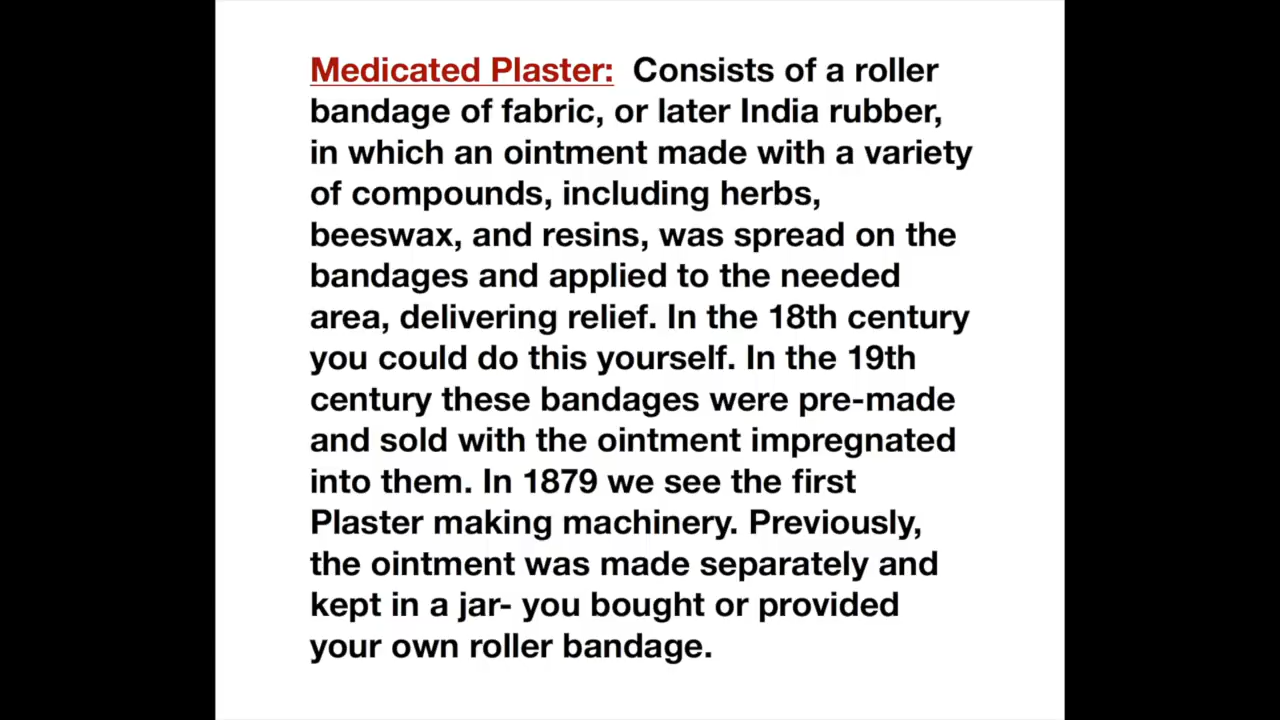 Medicated Plaster: Consists of a roller
bandage of fabric, or later India rubber,
in which an ointment made with a variety
of compounds, including herbs,
beeswax, and resins, was spread on the
bandages and applied to the needed
area, delivering relief. In the 18th century
you could do this yourself. In the 19th
century these bandages were pre-made
and sold with the ointment impregnated
into them. In 1879 we see the first
Plaster making machinery. Previously,
the ointment was made separately and
kept in a jar- you bought or provided
your own roller bandage.